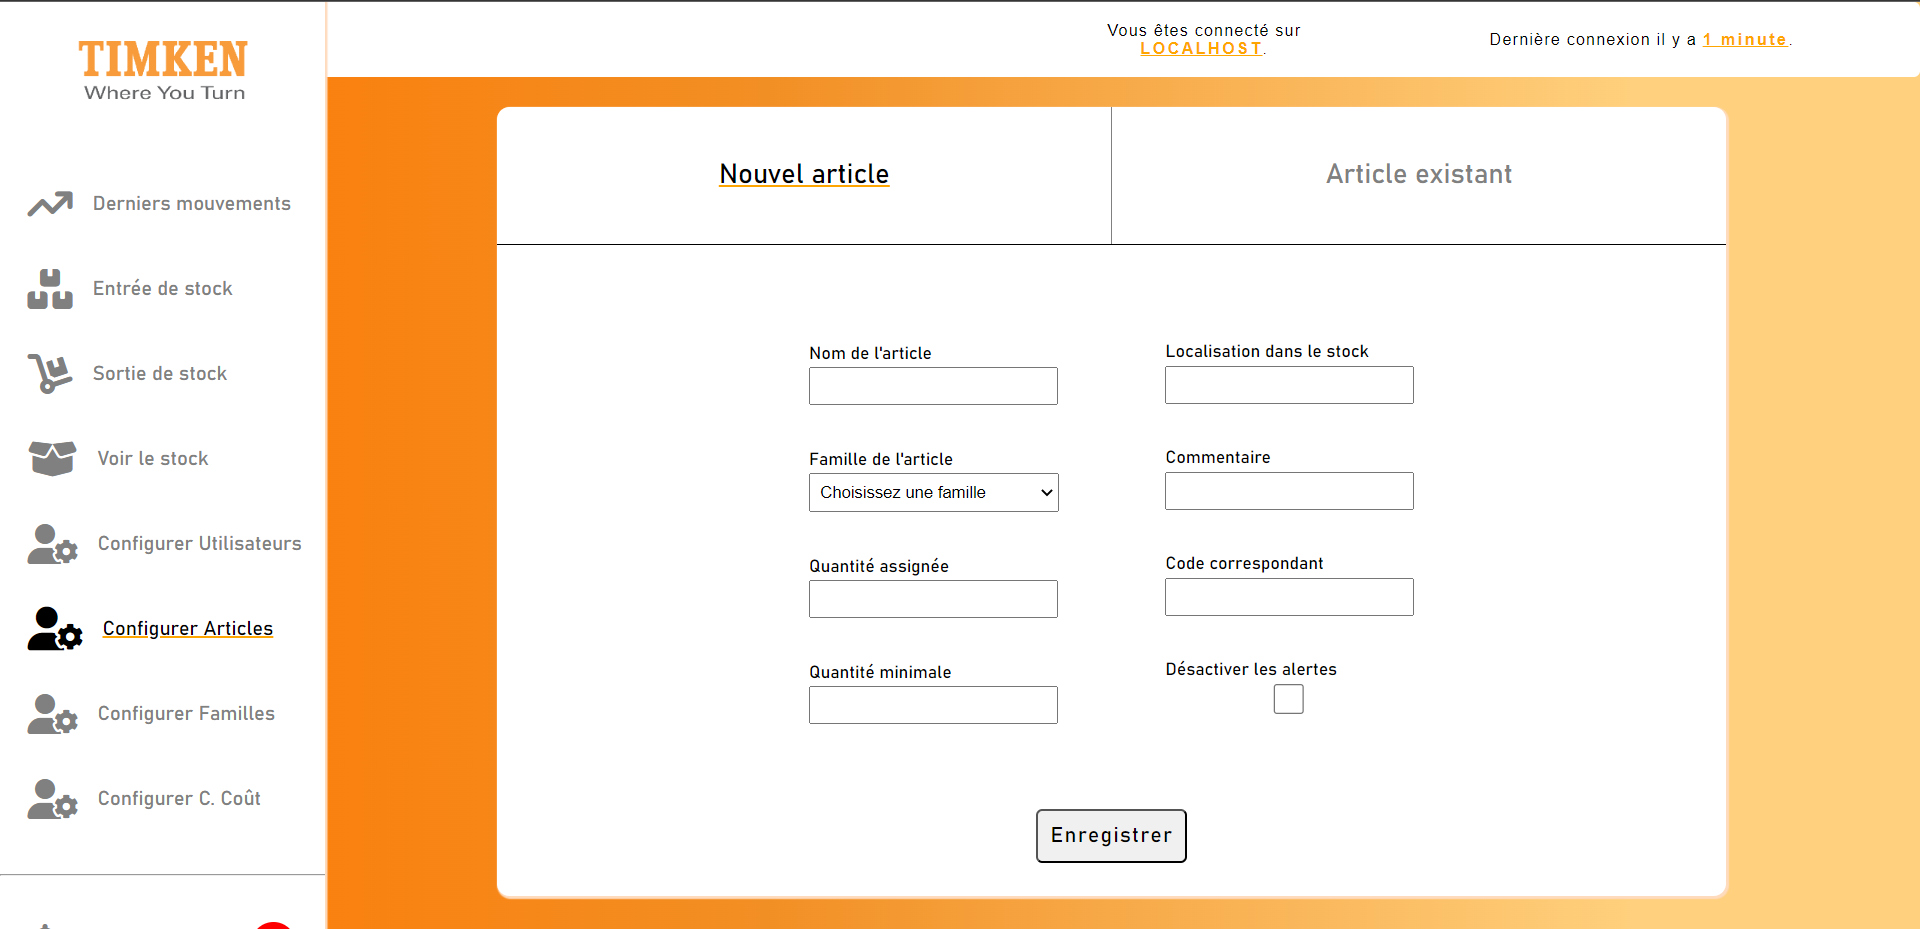 TIMKEN
Where You Turn
Derniers mouvements
Entrée de stock
Sortie de stock
Voir le stock
Configurer Utilisateurs
Configurer Articles
Configurer Familles
Configurer C. Coût
Vous êtes connecté sur
LOCALHOST.
Dernière connexion il y a 1 minute.
Nouvel article
Article existant
Nom de l'article
Localisation dans le stock
Famille de l'article
Choisissez une famille
Commentaire
Quantité assignée
Code correspondant
Quantité minimale
Désactiver les alertes
Enregistrer